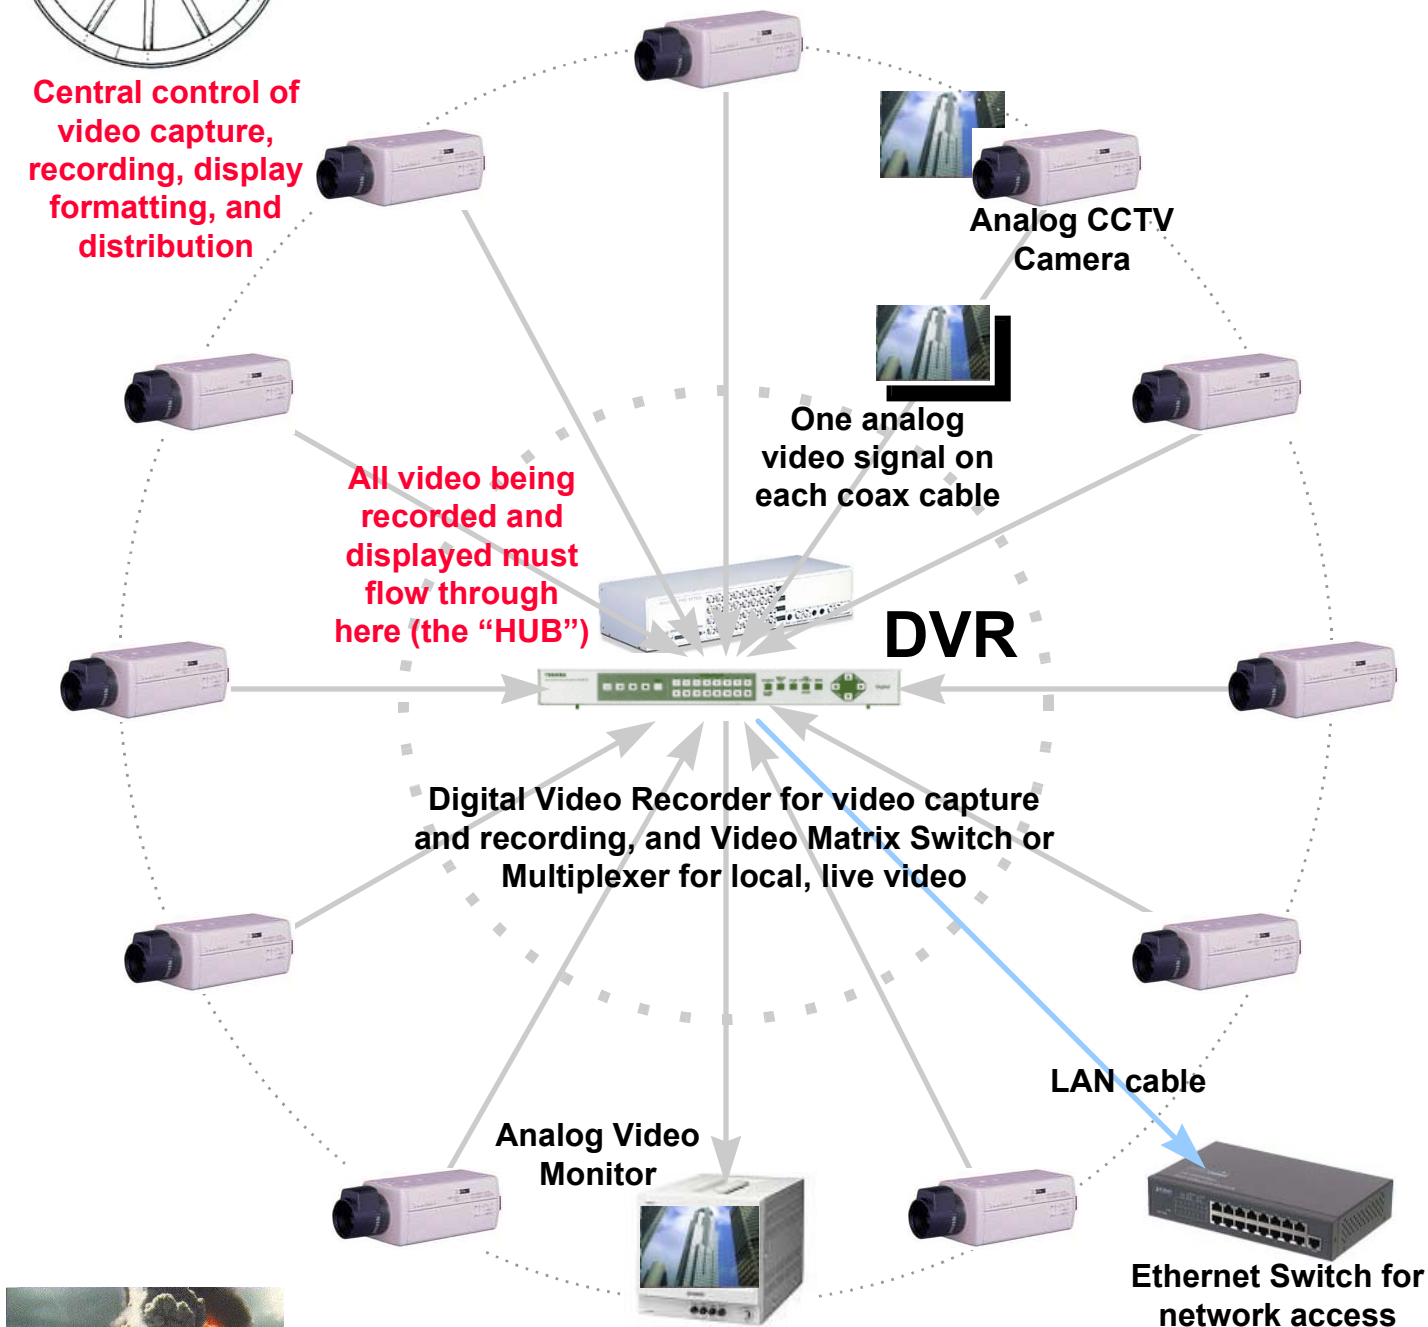 Central control of
video capture,
recording, display
formatting, and
distribution
Analog CCTV
Camera
One analog
video signal on
each coax cable
All video being
recorded and
displayed must
flow through
here (the “HUB”)
DVR
TOSHIBA
Digital Video Recorder for video capture
and recording, and Video Matrix Switch or
Multiplexer for local, live video
LAN cable
Analog Video
Monitor
Ethernet Switch for
network access